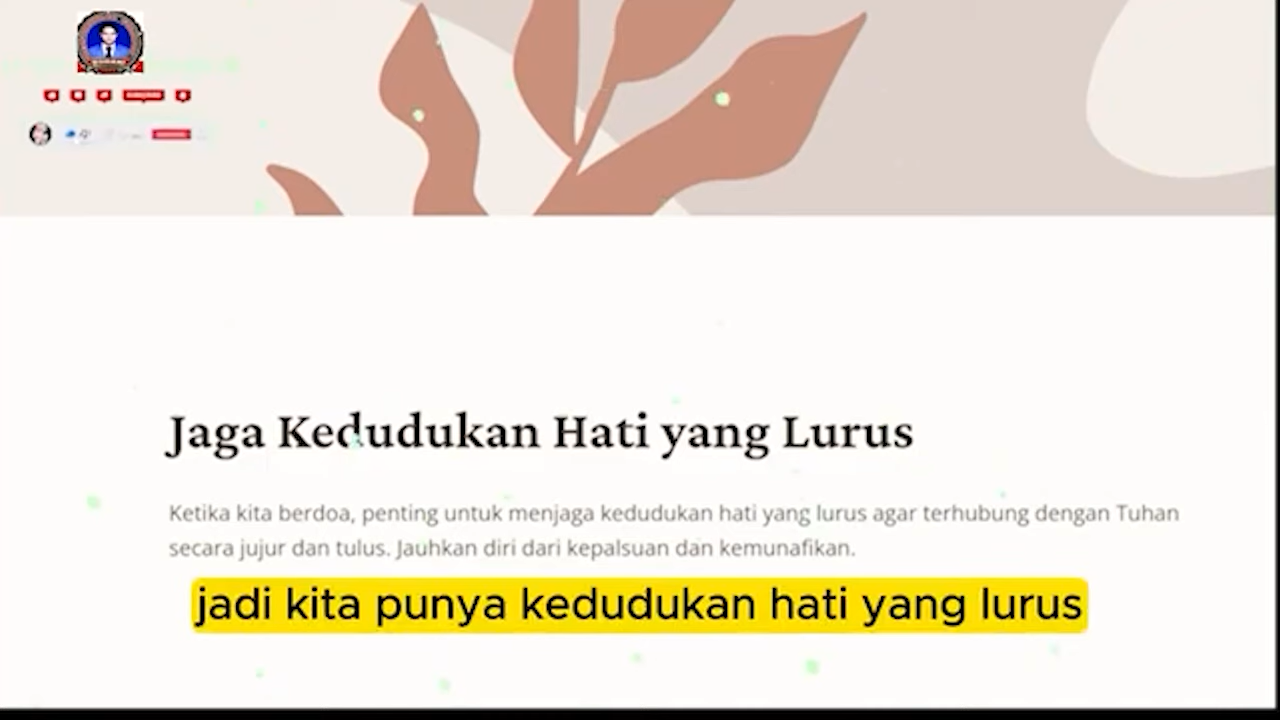 Jaga Kedudukan Hati yang Lurus
Ketika kita berdoa, penting untuk menjaga kedudukan hati yang lurus agar terhubung dengan Tuhan
secara jujur dan tulus. Jauhkan diri dari kepalsuan dan kemunafikan.
jadi kita punya kedudukan hati yang lurus